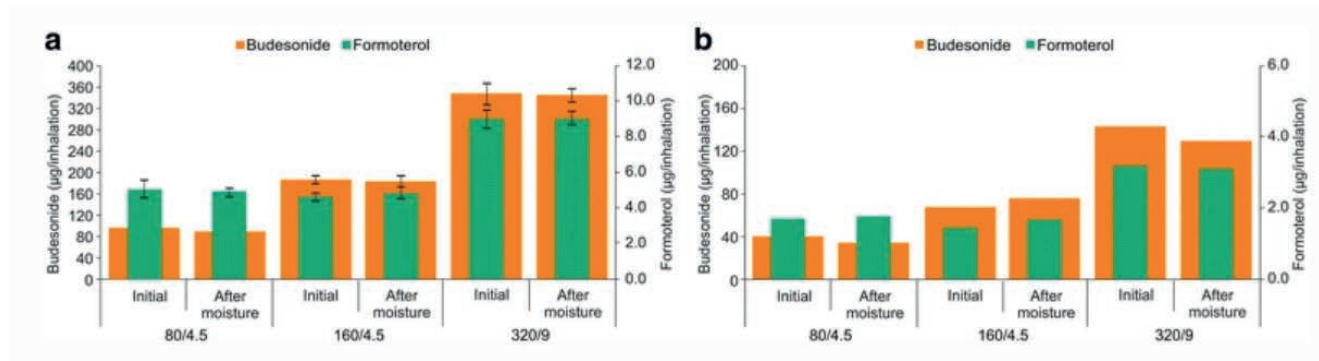 a
Budesonide Formoterol
Budesonide (µg/inhalation)
400
360
320
280
240
200
160
120
80
40
0
12.0
10.0
8.0
6.0
4.0
2.0
0.0
Formoterol (µg/inhalation)
Initial After moisture Initial After moisture Initial After moisture
80/4.5 160/4.5 320/9
b
Budesonide Formoterol
Budesonide (µg/inhalation)
200
160
120
80
40
0
6.0
4.0
2.0
0.0
Formoterol (µg/inhalation)
Initial After moisture Initial After moisture Initial After moisture
80/4.5 160/4.5 320/9